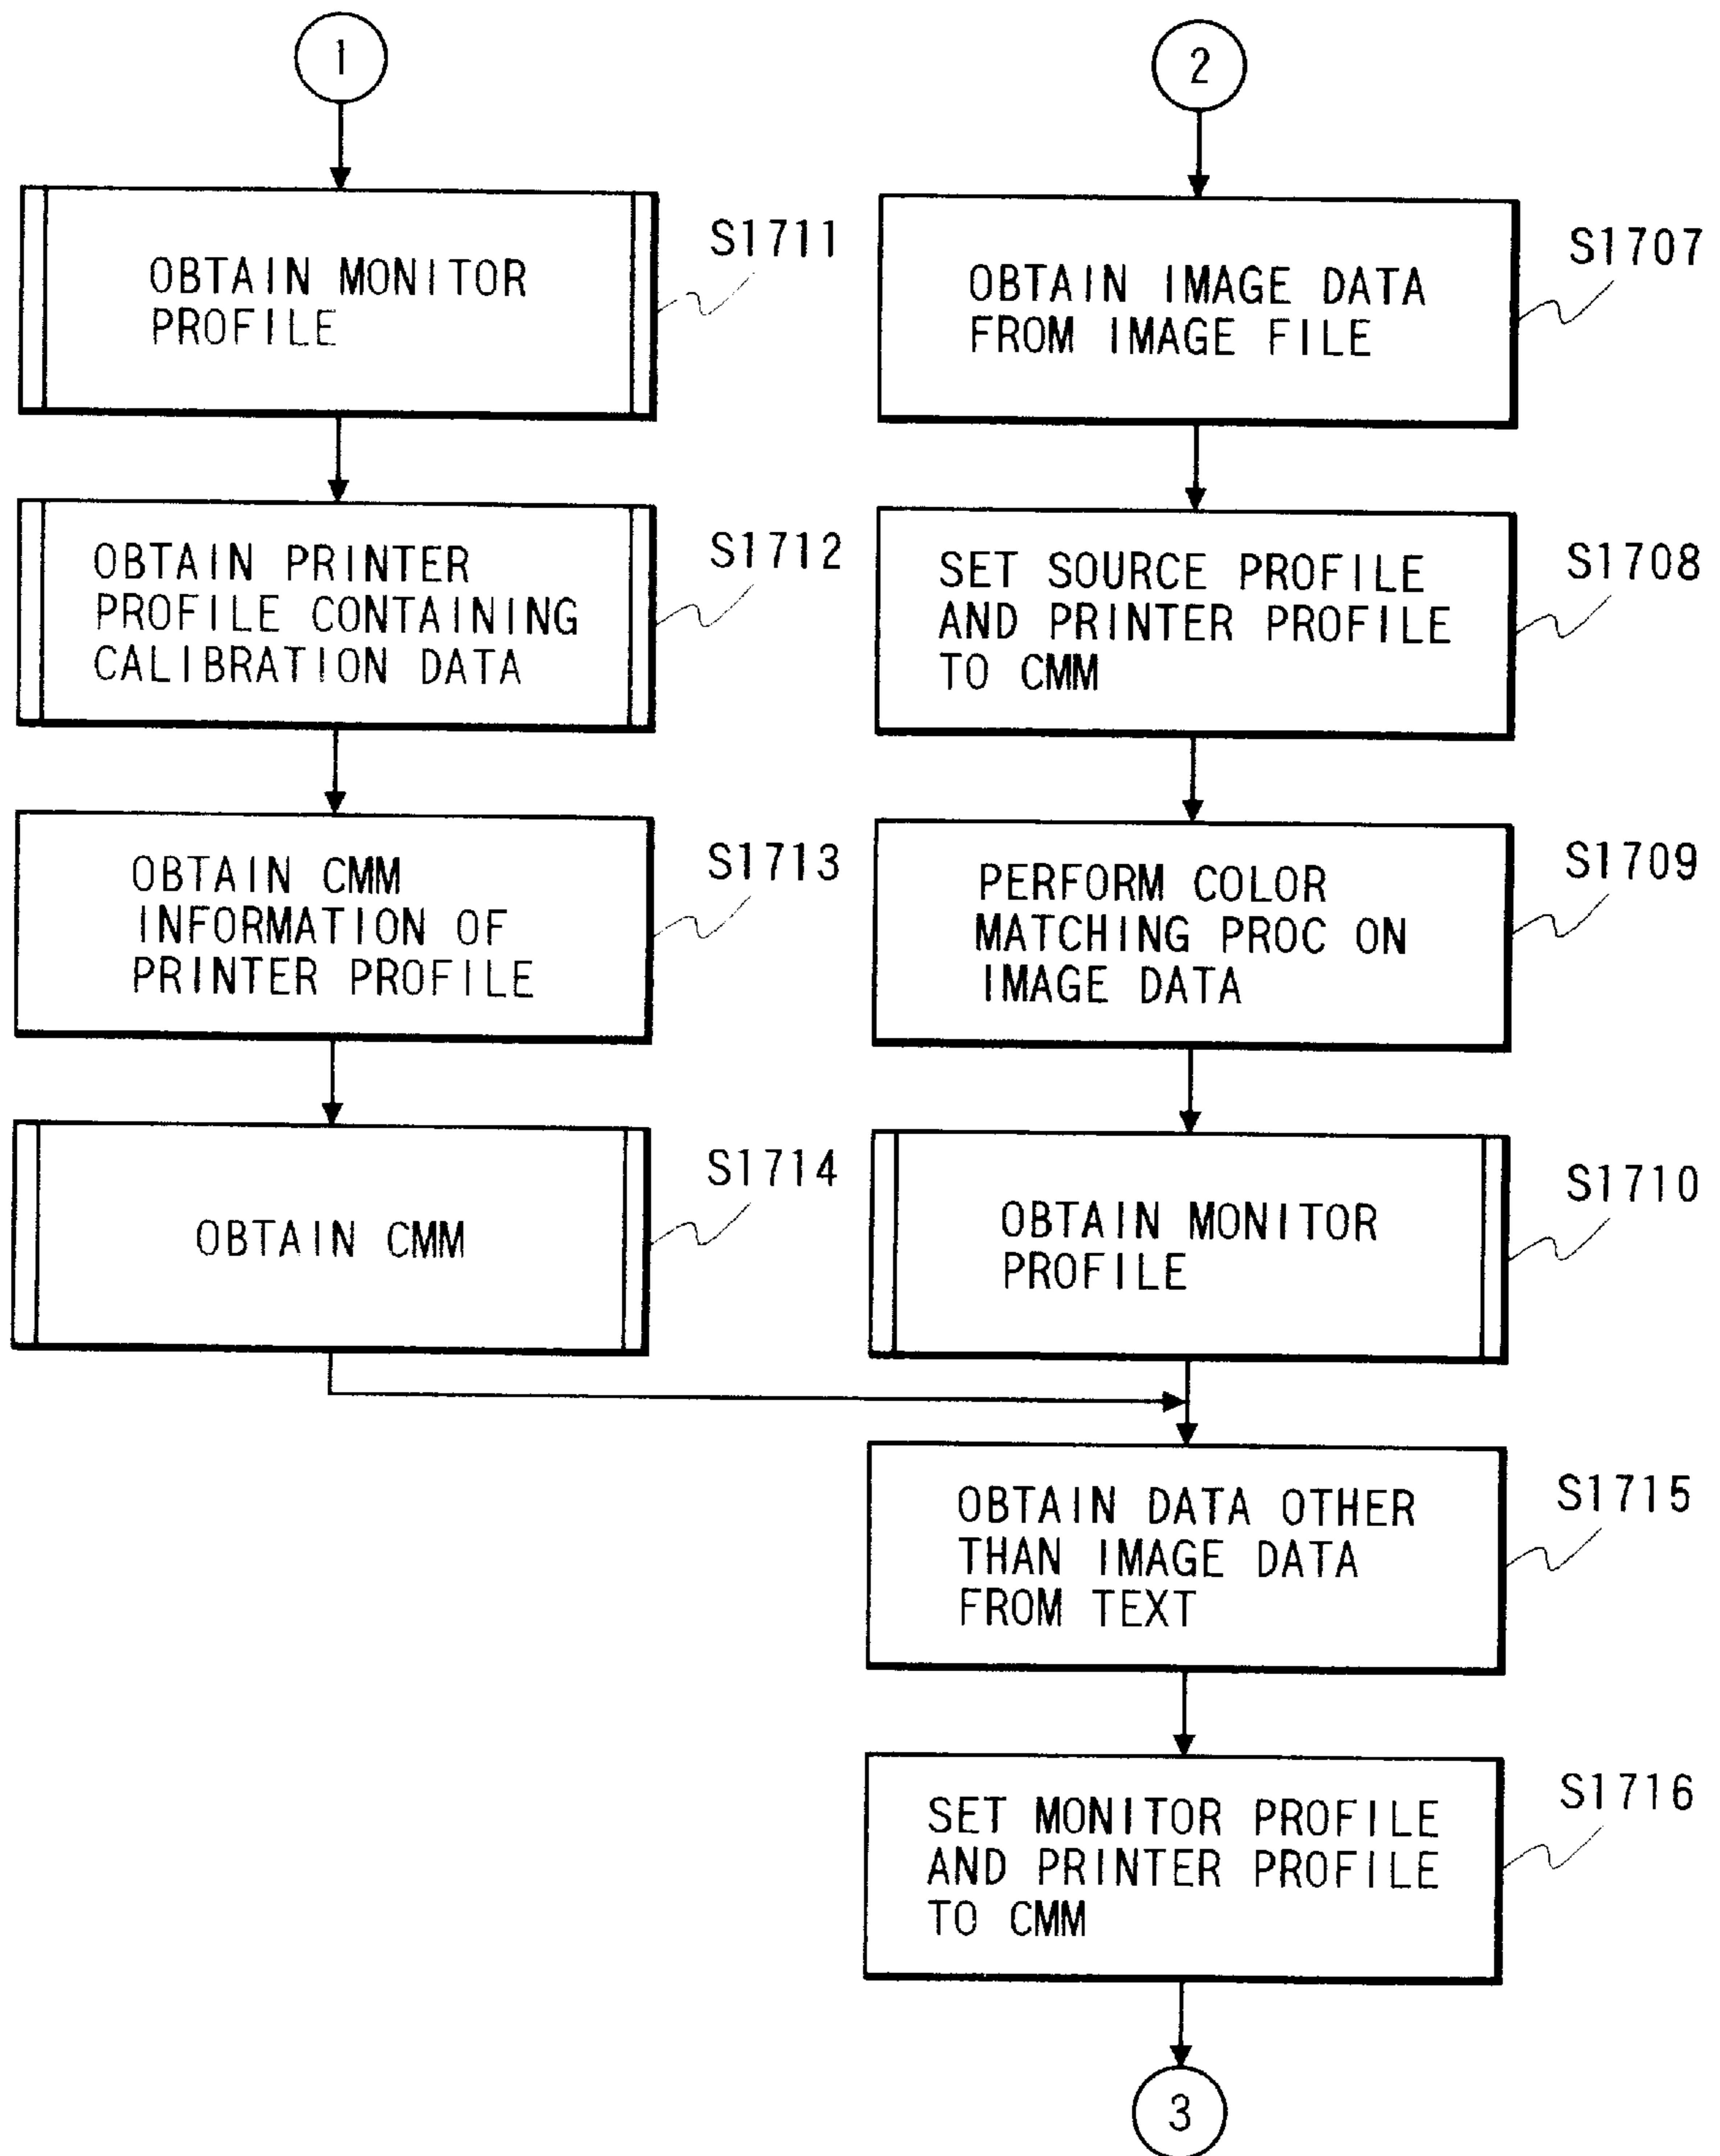 1
OBTAIN MONITOR
PROFILE
S1711
OBTAIN PRINTER
PROFILE CONTAINING
CALIBRATION DATA
S1712
OBTAIN CMM
INFORMATION OF
PRINTER PROFILE
S1713
OBTAIN CMM
S1714
2
OBTAIN IMAGE DATA
FROM IMAGE FILE
S1707
SET SOURCE PROFILE
AND PRINTER PROFILE
TO CMM
S1708
PERFORM COLOR
MATCHING PROC ON
IMAGE DATA
S1709
OBTAIN MONITOR
PROFILE
S1710
OBTAIN DATA OTHER
THAN IMAGE DATA
FROM TEXT
S1715
SET MONITOR PROFILE
AND PRINTER PROFILE
TO CMM
S1716
3